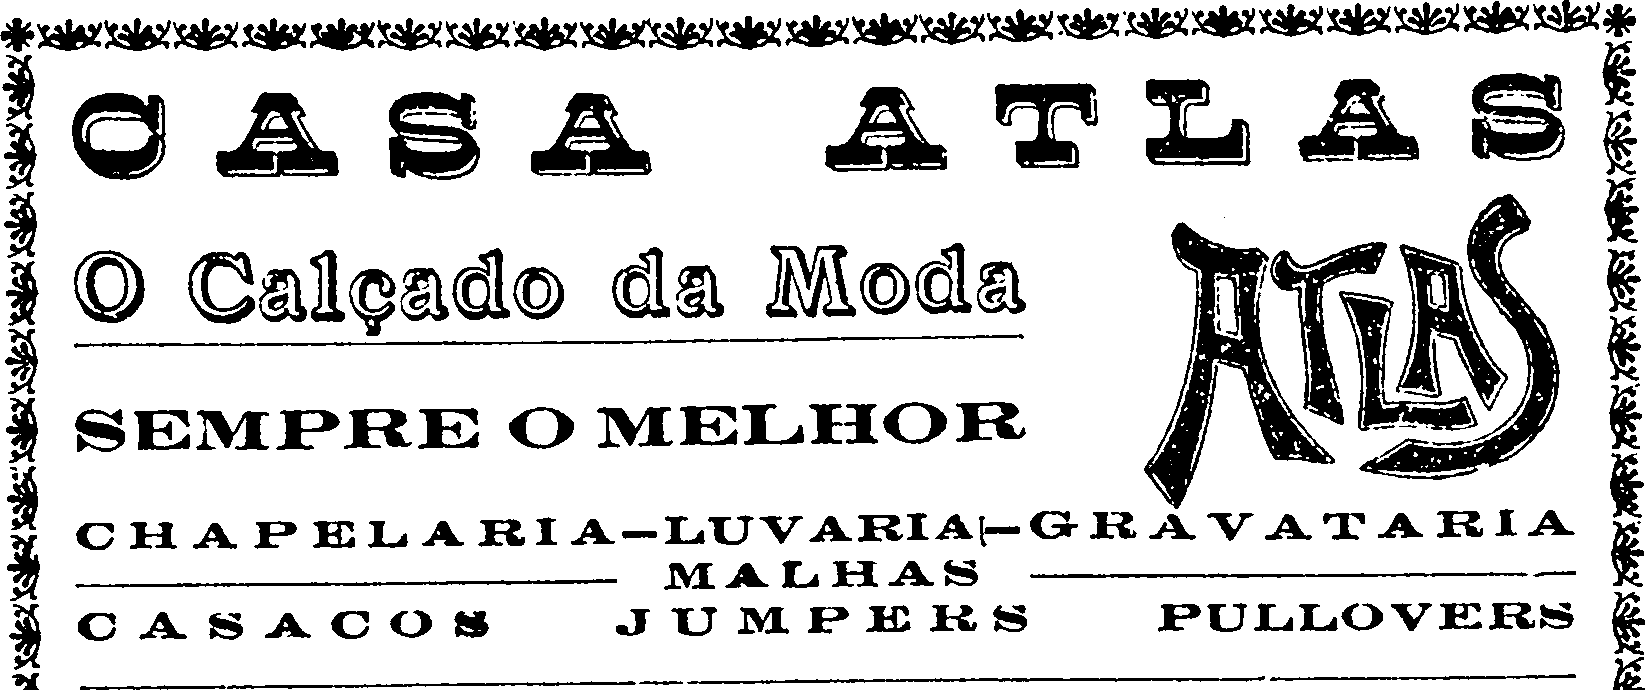 CASA ATLAS
O Calçado da Moda
ATLAS
SEMPRE O MELHOR
CHAPELARIA—LUVARIA—GRAVATARIA
MALHAS
CASACOS JUMPERS PULLOVERS